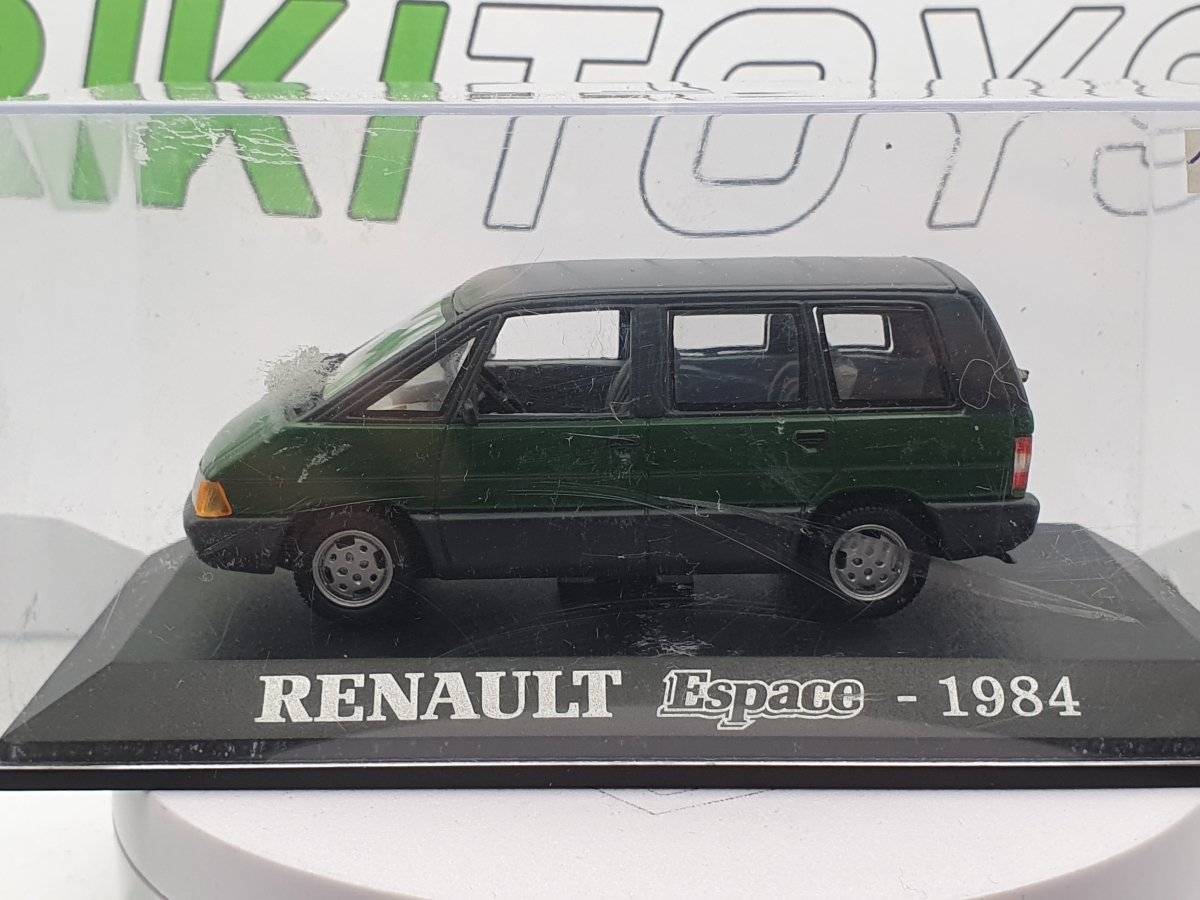 RIKITOYS
RENAULT Espace - 1984